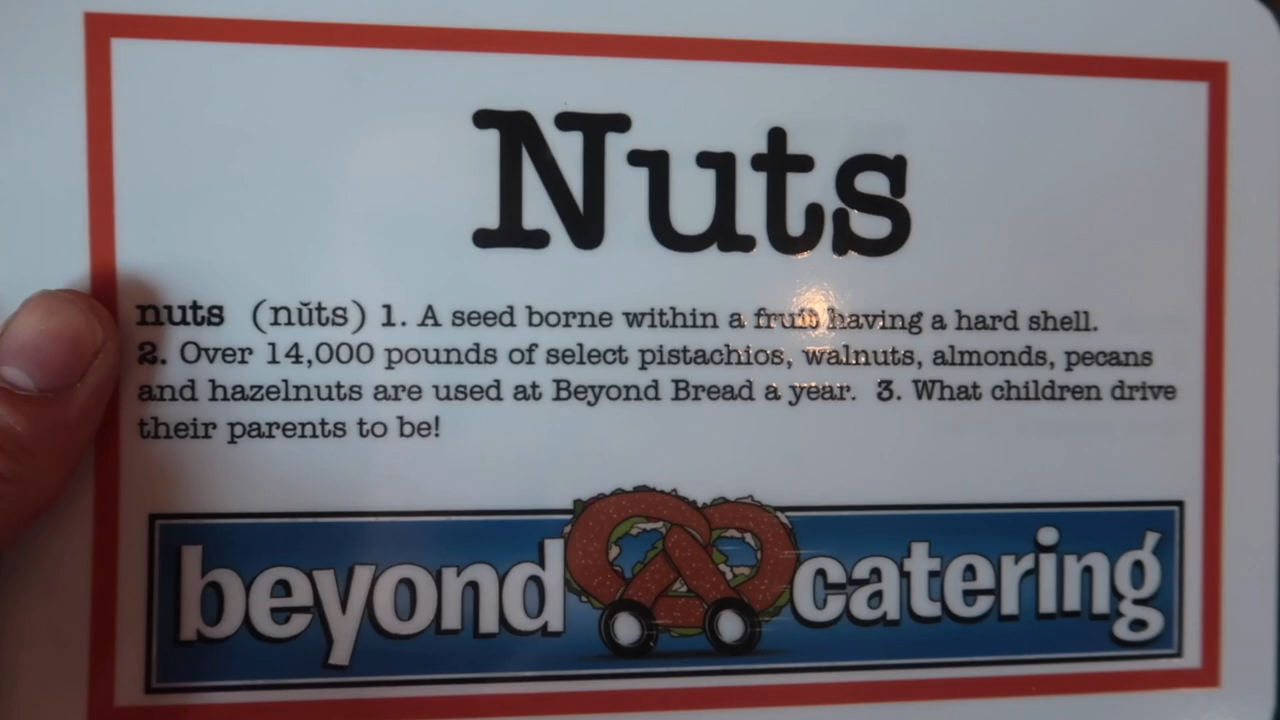 Nuts
nuts (nŭts) 1. A seed borne within a fruit having a hard shell.
2. Over 14,000 pounds of select pistachios, walnuts, almonds, pecans
and hazelnuts are used at Beyond Bread a year. 3. What children drive
their parents to be!
beyond catering